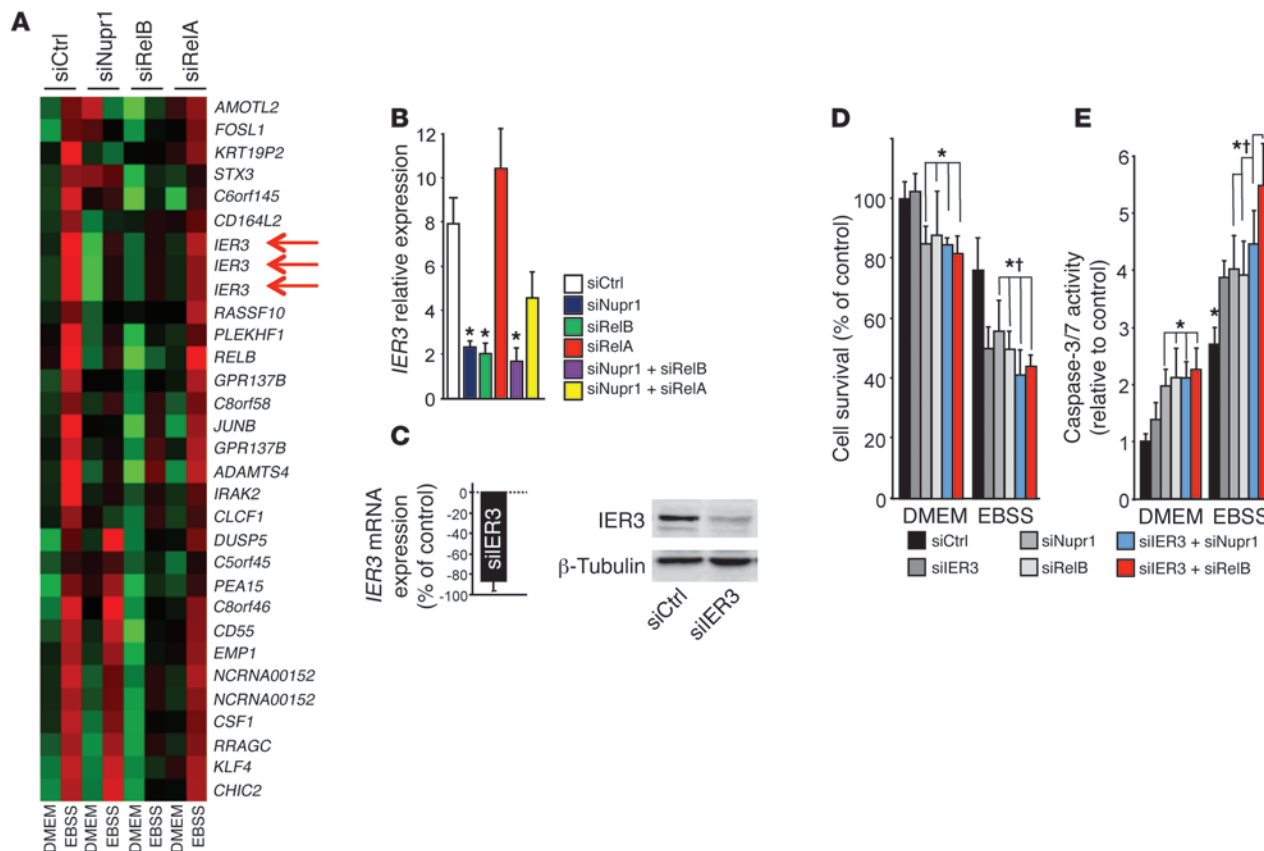 A
siCtrl
siNupr1
siRelB
siRelA
AMOTL2
FOSL1
KRT19P2
STX3
C6orf145
CD164L2
IER3
IER3
IER3
RASSF10
PLEKHF1
RELB
GPR137B
C8orf58
JUNB
GPR137B
ADAMTS4
IRAK2
CLCF1
DUSP5
C5orf45
PEA15
C8orf46
CD55
EMP1
NCRNA00152
NCRNA00152
CSF1
RRAGC
KLF4
CHIC2
DMEM
EBSS
DMEM
EBSS
DMEM
EBSS
DMEM
EBSS
B
IER3 relative expression
12
10
8
6
4
2
0
* * *
siCtrl
siNupr1
siRelB
siRelA
siNupr1 + siRelB
siNupr1 + siRelA
C
IER3 mRNA
expression
(% of control)
0
-20
-40
-60
-80
-100
siIER3
IER3
β-Tubulin
siCtrl
siIER3
D
Cell survival (% of control)
100
80
60
40
20
0
*
*†
DMEM EBSS
E
Caspase-3/7 activity
(relative to control)
6
5
4
3
2
1
0
*
*
*†
DMEM EBSS
siCtrl
siIER3
siNupr1
siRelB
siIER3 + siNupr1
siIER3 + siRelB